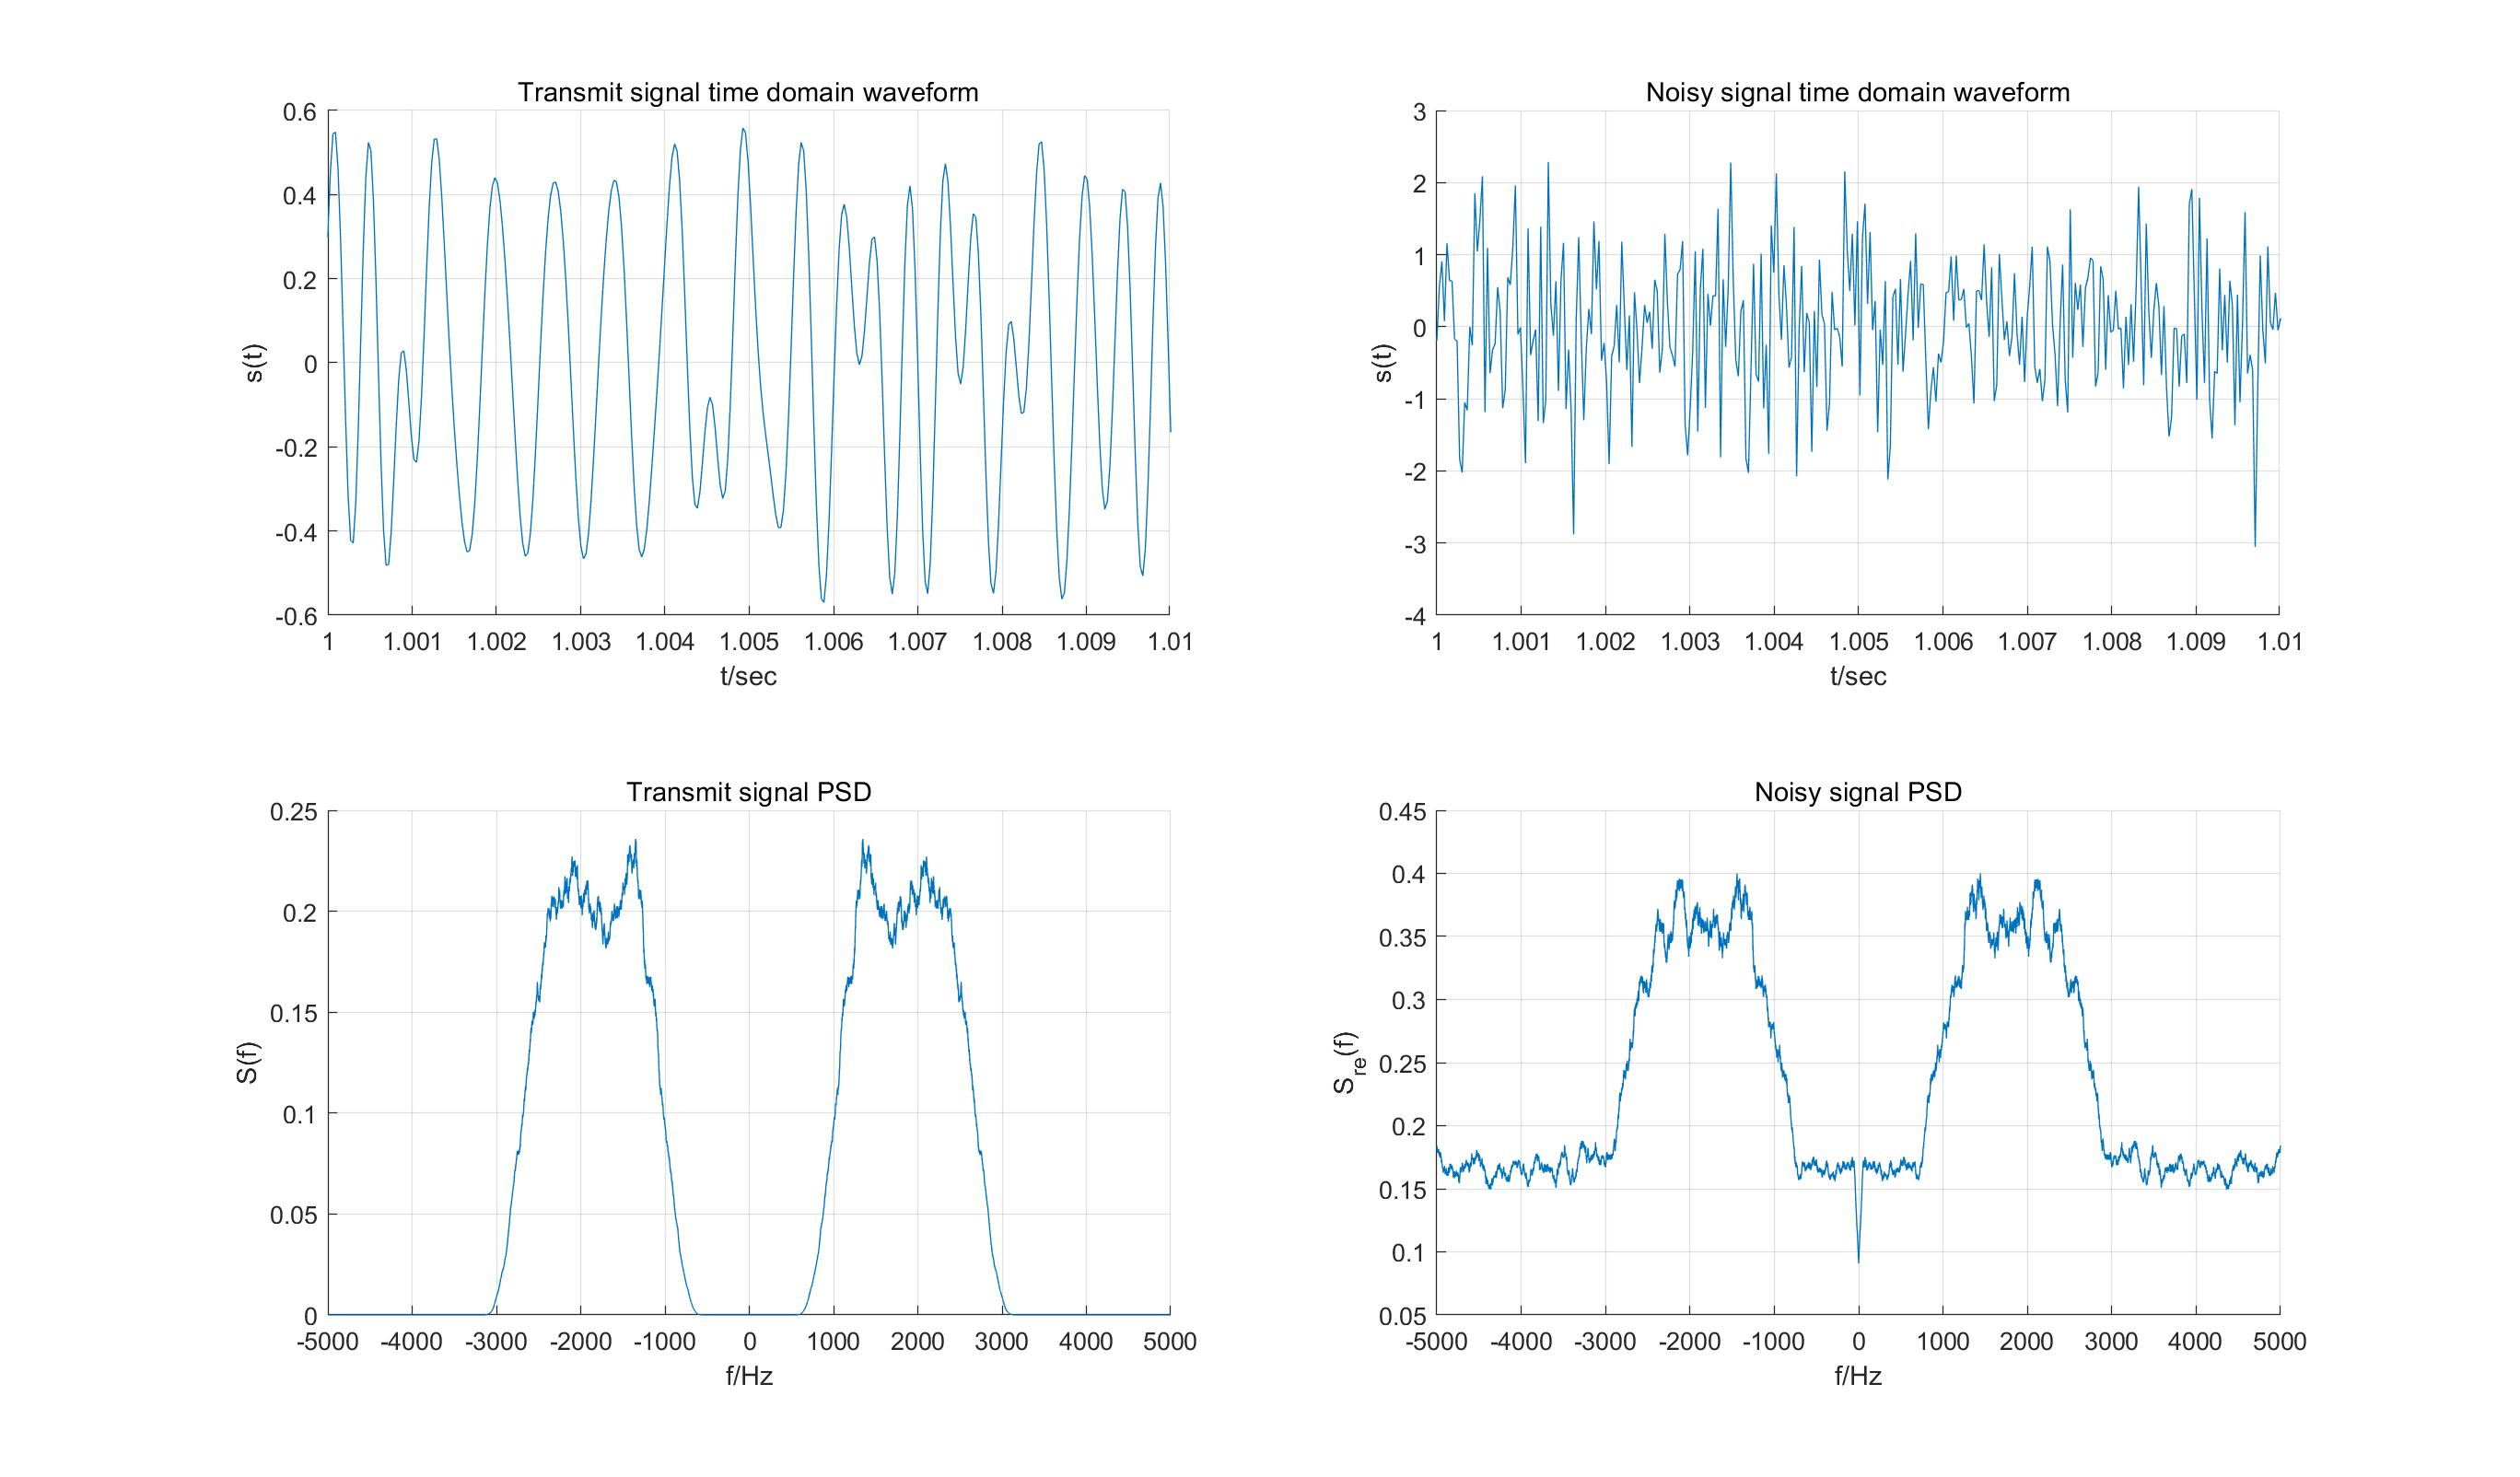 Transmit signal time domain waveform
0.6
0.4
0.2
0
-0.2
-0.4
-0.6
s(t)
1 1.001 1.002 1.003 1.004 1.005 1.006 1.007 1.008 1.009 1.01
t/sec
Noisy signal time domain waveform
3
2
1
0
-1
-2
-3
-4
s(t)
1 1.001 1.002 1.003 1.004 1.005 1.006 1.007 1.008 1.009 1.01
t/sec
Transmit signal PSD
0.25
0.2
0.15
0.1
0.05
0
S(f)
-5000 -4000 -3000 -2000 -1000 0 1000 2000 3000 4000 5000
f/Hz
Noisy signal PSD
0.45
0.4
0.35
0.3
0.25
0.2
0.15
0.1
0.05
S_re(f)
-5000 -4000 -3000 -2000 -1000 0 1000 2000 3000 4000 5000
f/Hz